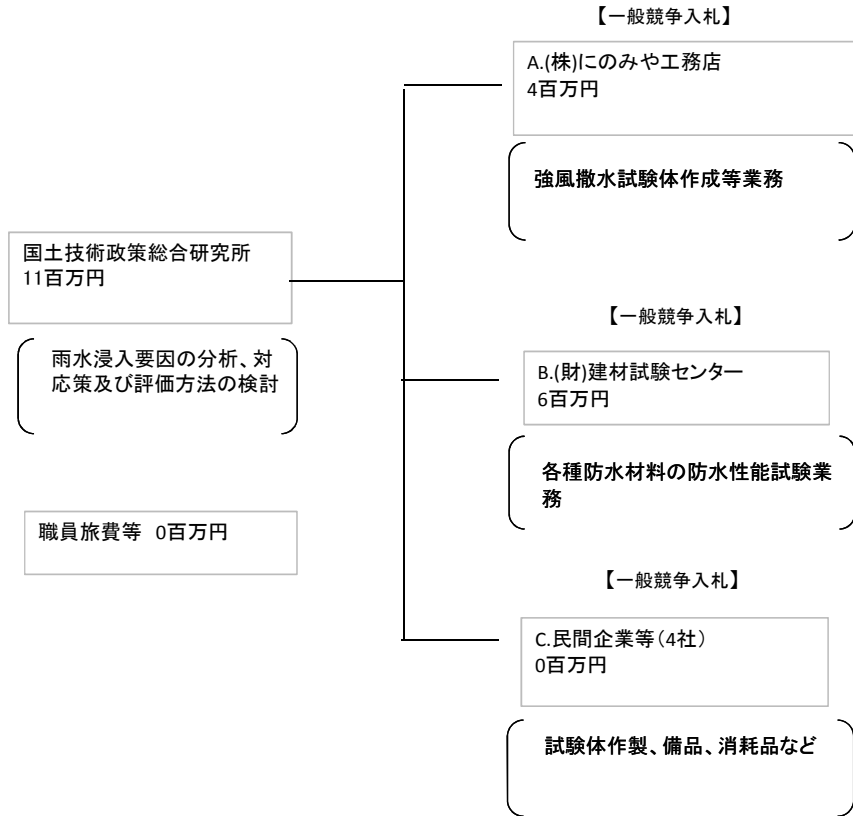 【一般競争入札】
A.(株)にのみや工務店
4百万円
強風撒水試験体作成等業務
国土技術政策総合研究所
11百万円
雨水浸入要因の分析、対
応策及び評価方法の検討
職員旅費等 0百万円
【一般競争入札】
B.(財)建材試験センター
6百万円
各種防水材料の防水性能試験業
務
【一般競争入札】
C.民間企業等(4社)
0百万円
試験体作製、備品、消耗品など